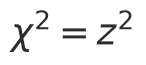 χ² = z²